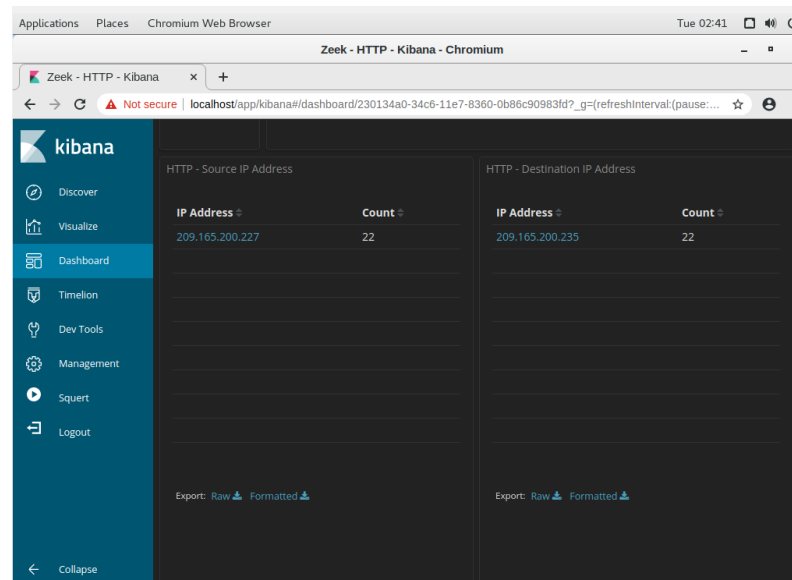 Applications Places Chromium Web Browser Tue 02:41
Zeek - HTTP - Kibana - Chromium
Zeek - HTTP - Kibana
Not secure | localhost/app/kibana#/dashboard/230134a0-34c6-11e7-8360-0b86c90983fd?_g=(refreshInterval:(pause:...
kibana
Discover
Visualize
Dashboard
Timelion
Dev Tools
Management
Squert
Logout
Collapse
HTTP - Source IP Address
IP Address Count
209.165.200.227 22
Export: Raw Formatted
HTTP - Destination IP Address
IP Address Count
209.165.200.235 22
Export: Raw Formatted